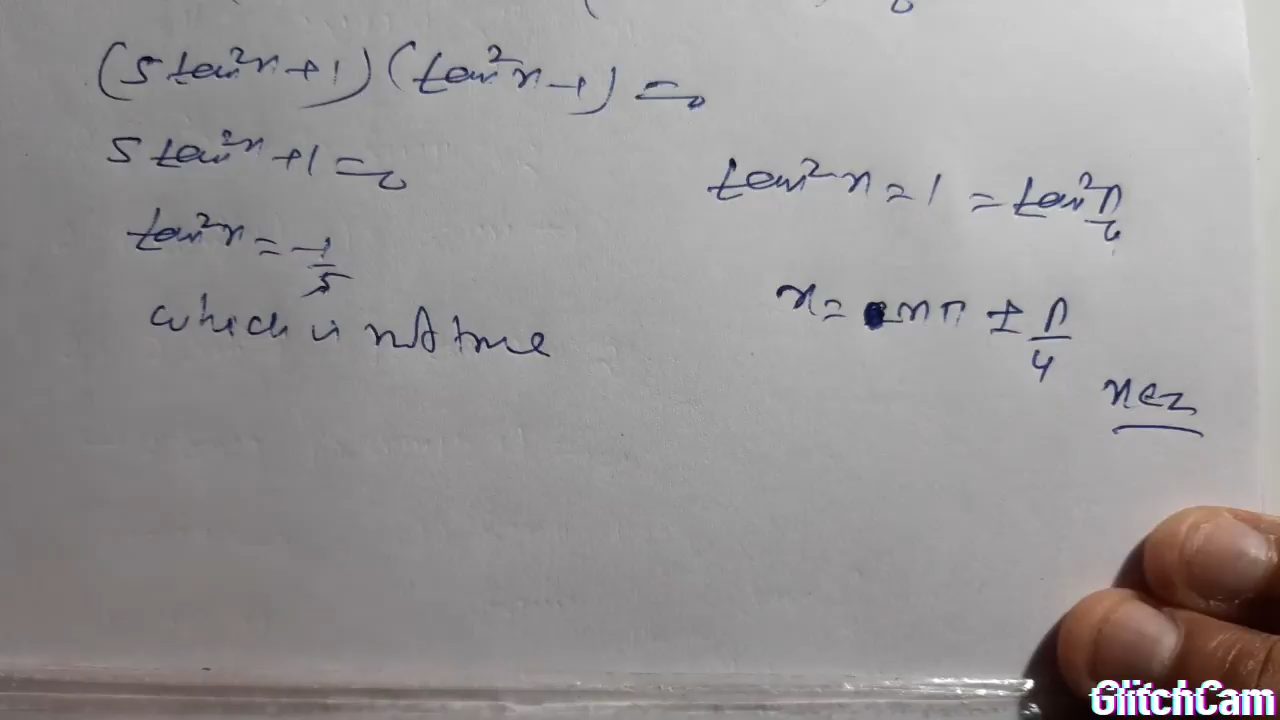 (5 tan²x + 1) (tan²x - 1) = 0
5 tan²x + 1 = 0
tan²x = -1/5
which is not true
tan²x = 1 = tan² π/4
x = nπ ± π/4
n∈Z
GlitchCam